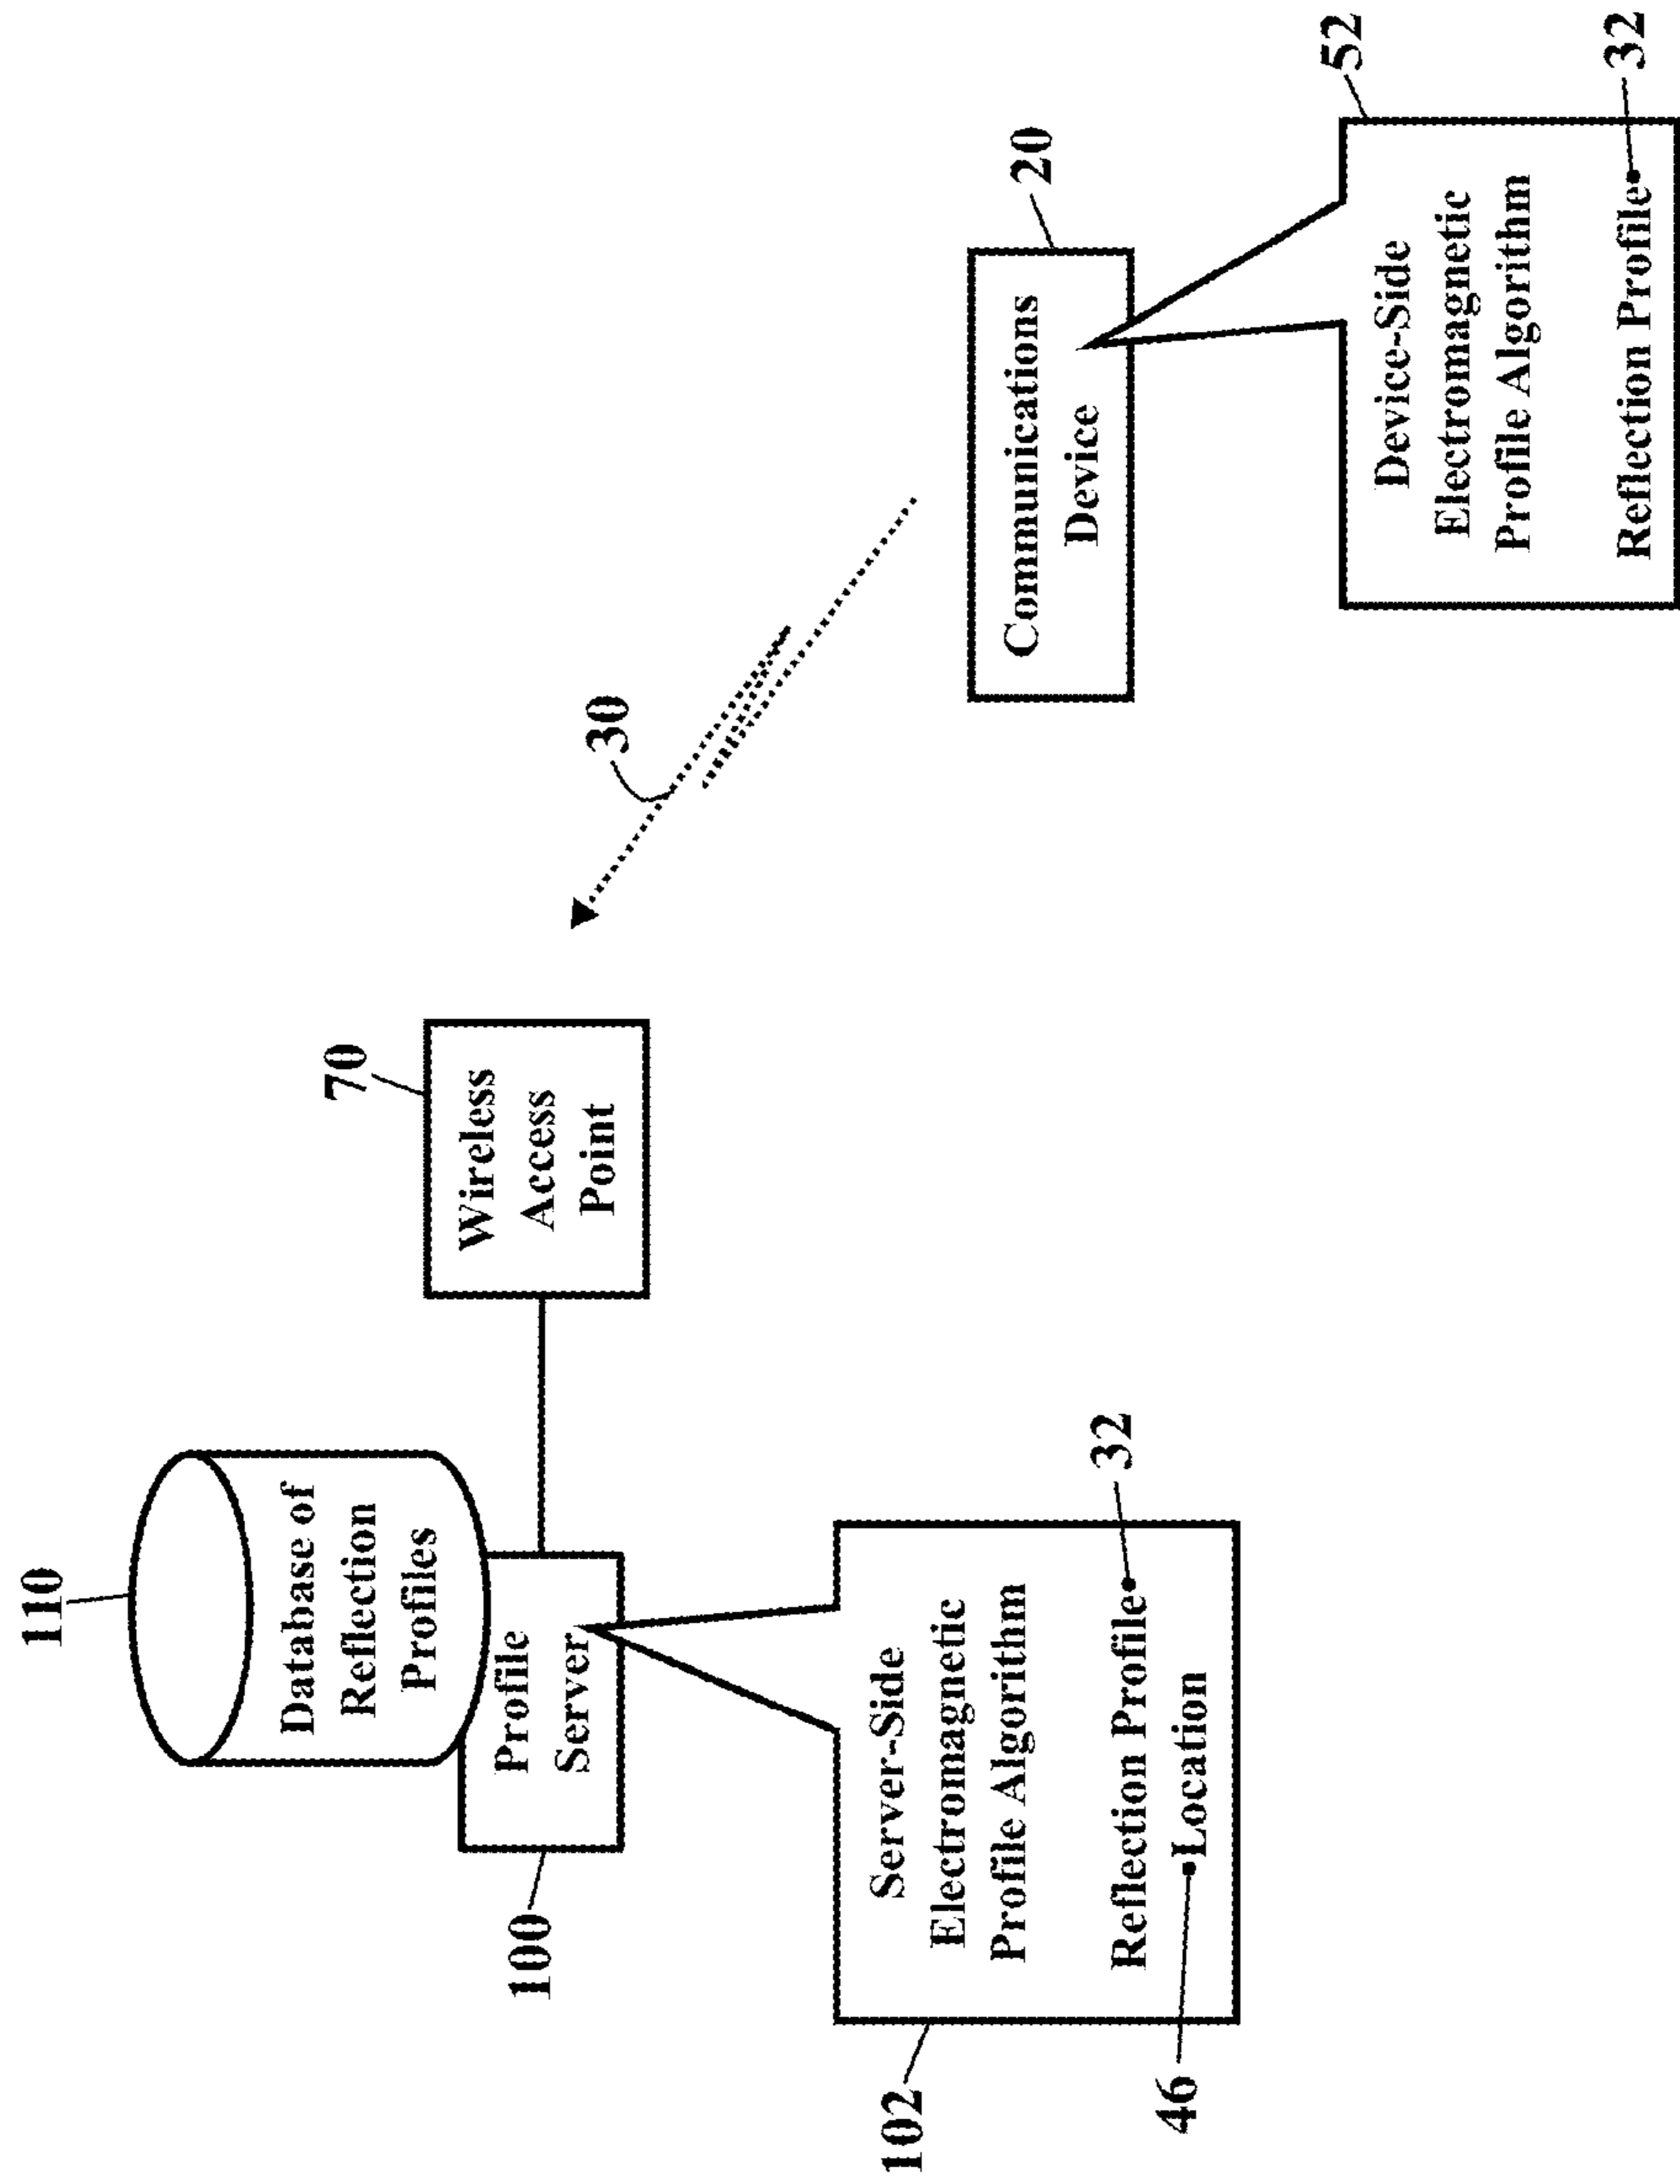 110
Database of
Reflection
Profiles
100
Profile
Server
70
Wireless
Access
Point
30
102
Server-Side
Electromagnetic
Profile Algorithm
Reflection Profile
32
46
Location
20
Communications
Device
52
Device-Side
Electromagnetic
Profile Algorithm
Reflection Profile
32